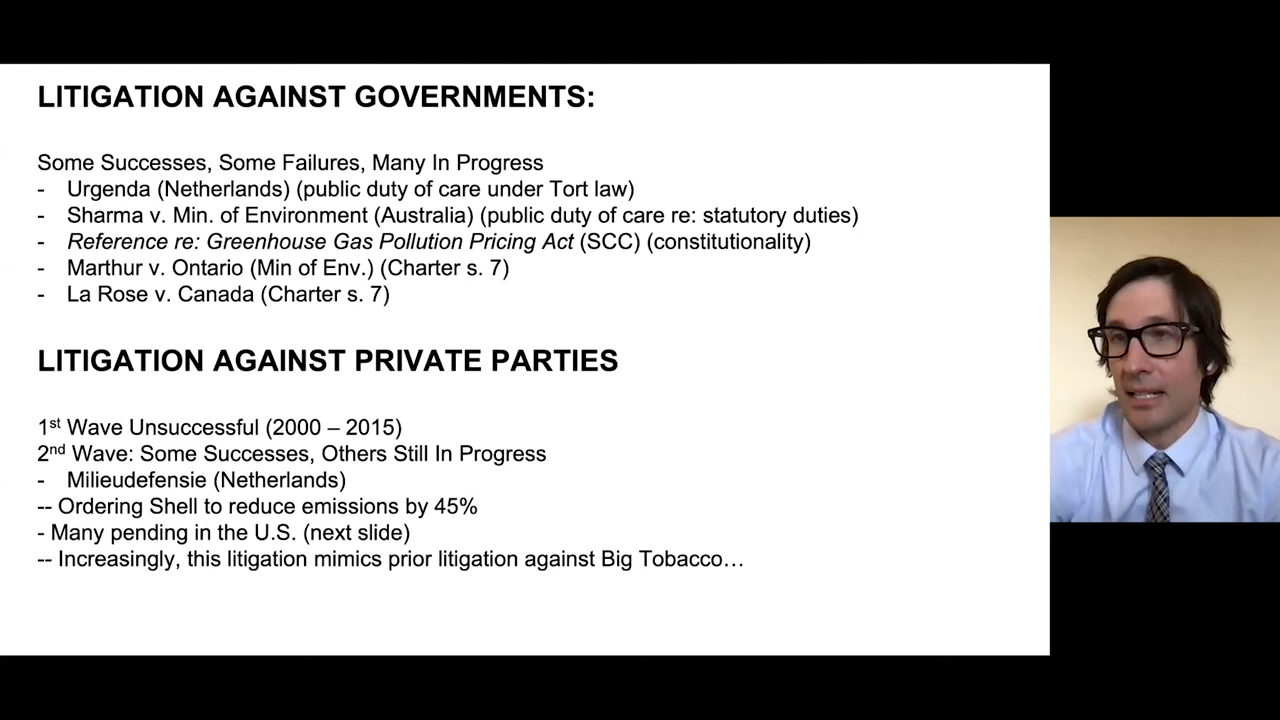 LITIGATION AGAINST GOVERNMENTS:
Some Successes, Some Failures, Many In Progress
- Urgenda (Netherlands) (public duty of care under Tort law)
- Sharma v. Min. of Environment (Australia) (public duty of care re: statutory duties)
- Reference re: Greenhouse Gas Pollution Pricing Act (SCC) (constitutionality)
- Marthur v. Ontario (Min of Env.) (Charter s. 7)
- La Rose v. Canada (Charter s. 7)
LITIGATION AGAINST PRIVATE PARTIES
1st Wave Unsuccessful (2000 – 2015)
2nd Wave: Some Successes, Others Still In Progress
- Milieudefensie (Netherlands)
-- Ordering Shell to reduce emissions by 45%
- Many pending in the U.S. (next slide)
-- Increasingly, this litigation mimics prior litigation against Big Tobacco…